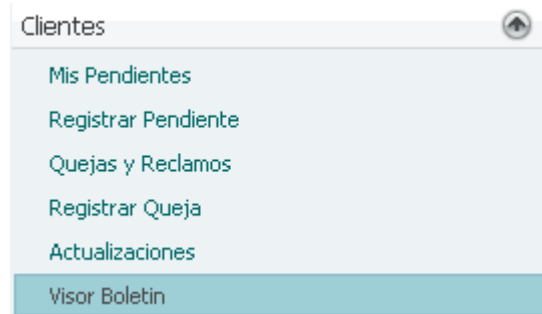 Clientes
Mis Pendientes
Registrar Pendiente
Quejas y Reclamos
Registrar Queja
Actualizaciones
Visor Boletin